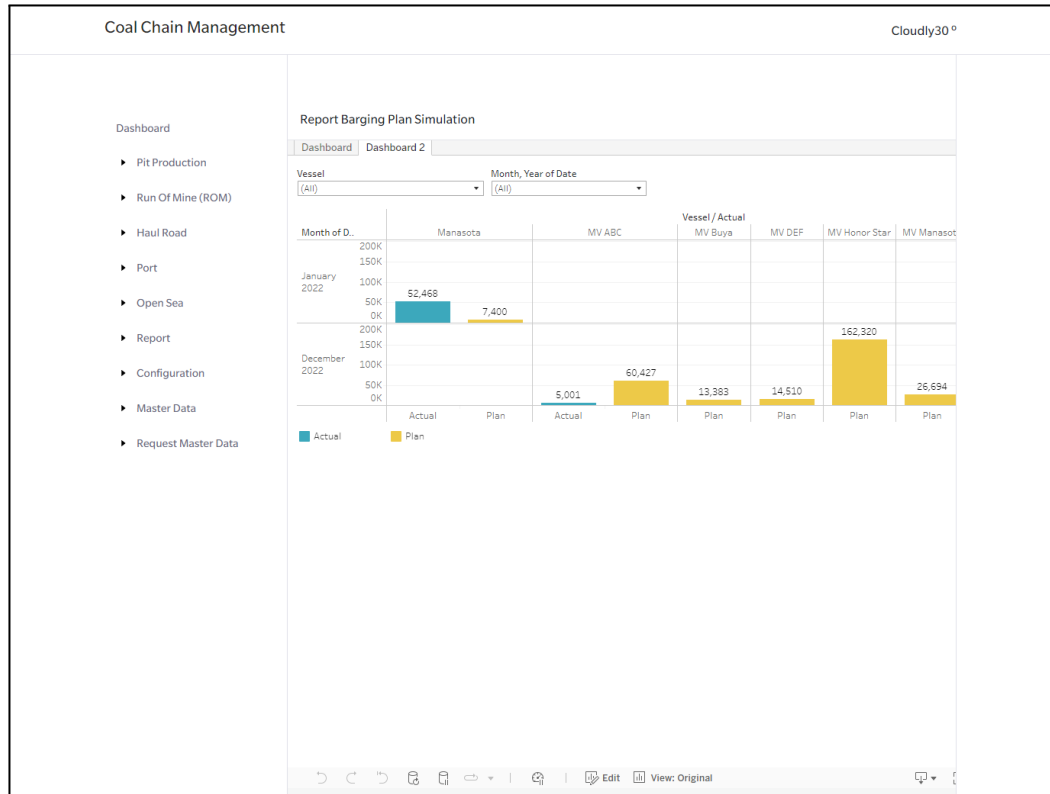 Coal Chain Management
Cloudly30 º
Dashboard
Pit Production
Run Of Mine (ROM)
Haul Road
Port
Open Sea
Report
Configuration
Master Data
Request Master Data
Report Barging Plan Simulation
Dashboard Dashboard 2
Vessel Month, Year of Date
(All) (All)
Vessel / Actual
Month of D.. Manasota MV ABC MV Buya MV DEF MV Honor Star MV Manasot
200K
150K
January 2022 100K
50K 52,468
0K 7,400
200K 162,320
150K
December 2022 100K
50K 60,427
0K 5,001 13,383 14,510 26,694
Actual Plan Actual Plan Plan Plan Plan Plan
Actual Plan
Edit View: Original